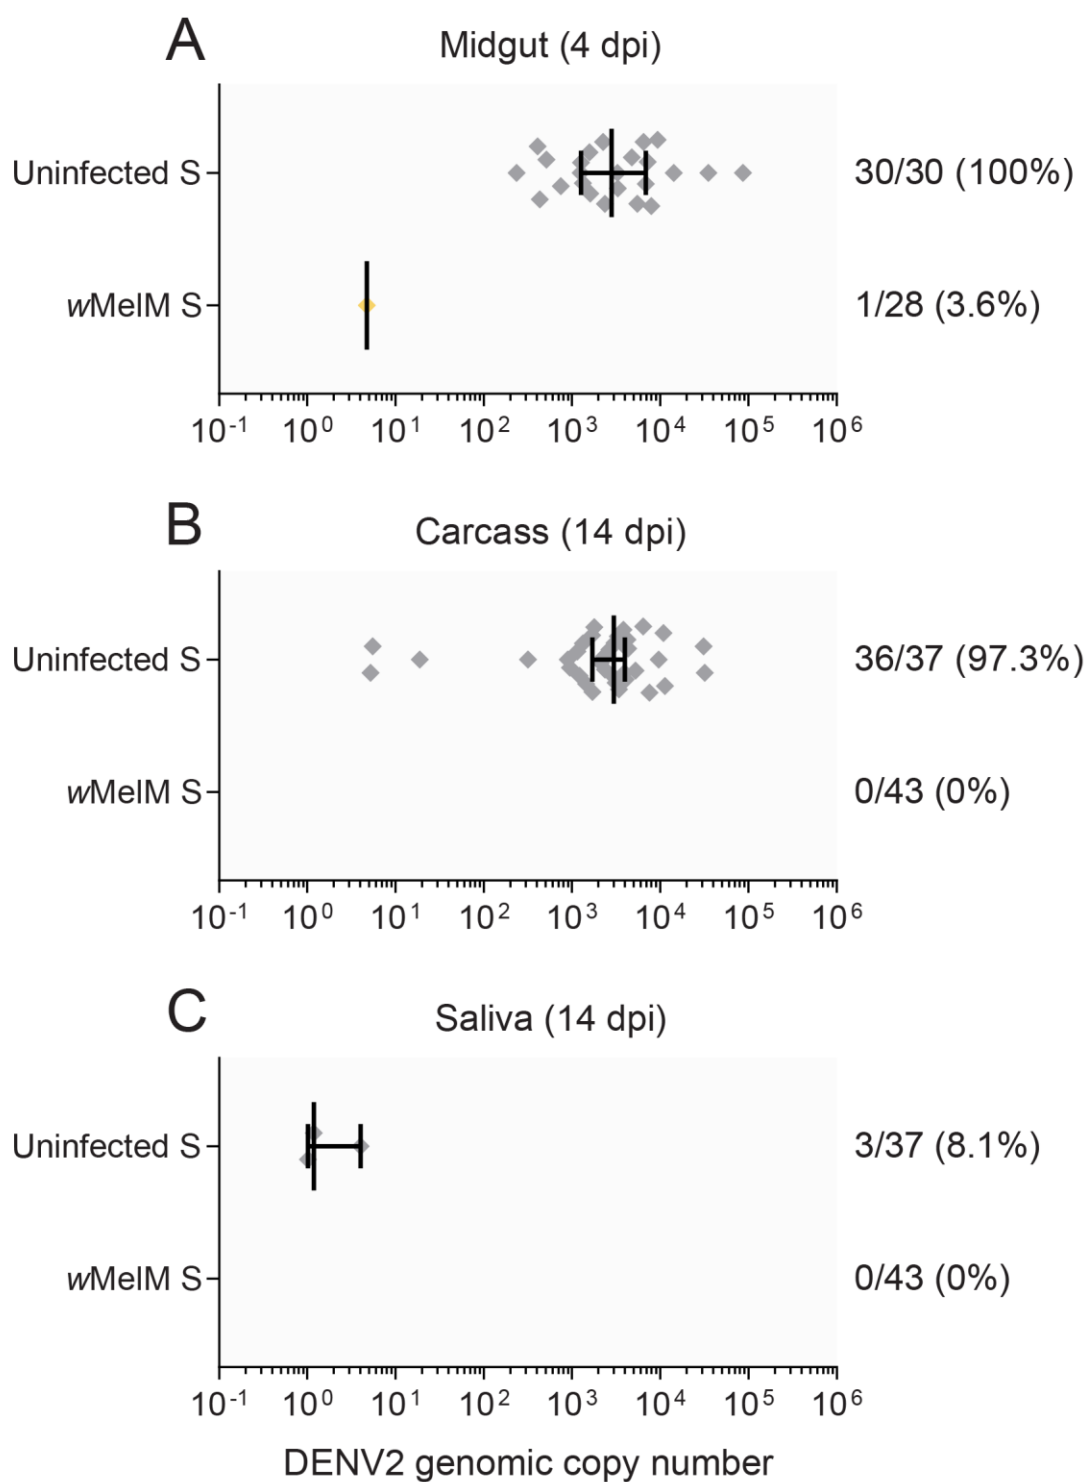 A
Midgut (4 dpi)
Uninfected S
30/30 (100%)
wMelM S
1/28 (3.6%)
10⁻¹ 10⁰ 10¹ 10² 10³ 10⁴ 10⁵ 10⁶
B
Carcass (14 dpi)
Uninfected S
36/37 (97.3%)
wMelM S
0/43 (0%)
10⁻¹ 10⁰ 10¹ 10² 10³ 10⁴ 10⁵ 10⁶
C
Saliva (14 dpi)
Uninfected S
3/37 (8.1%)
wMelM S
0/43 (0%)
10⁻¹ 10⁰ 10¹ 10² 10³ 10⁴ 10⁵ 10⁶
DENV2 genomic copy number